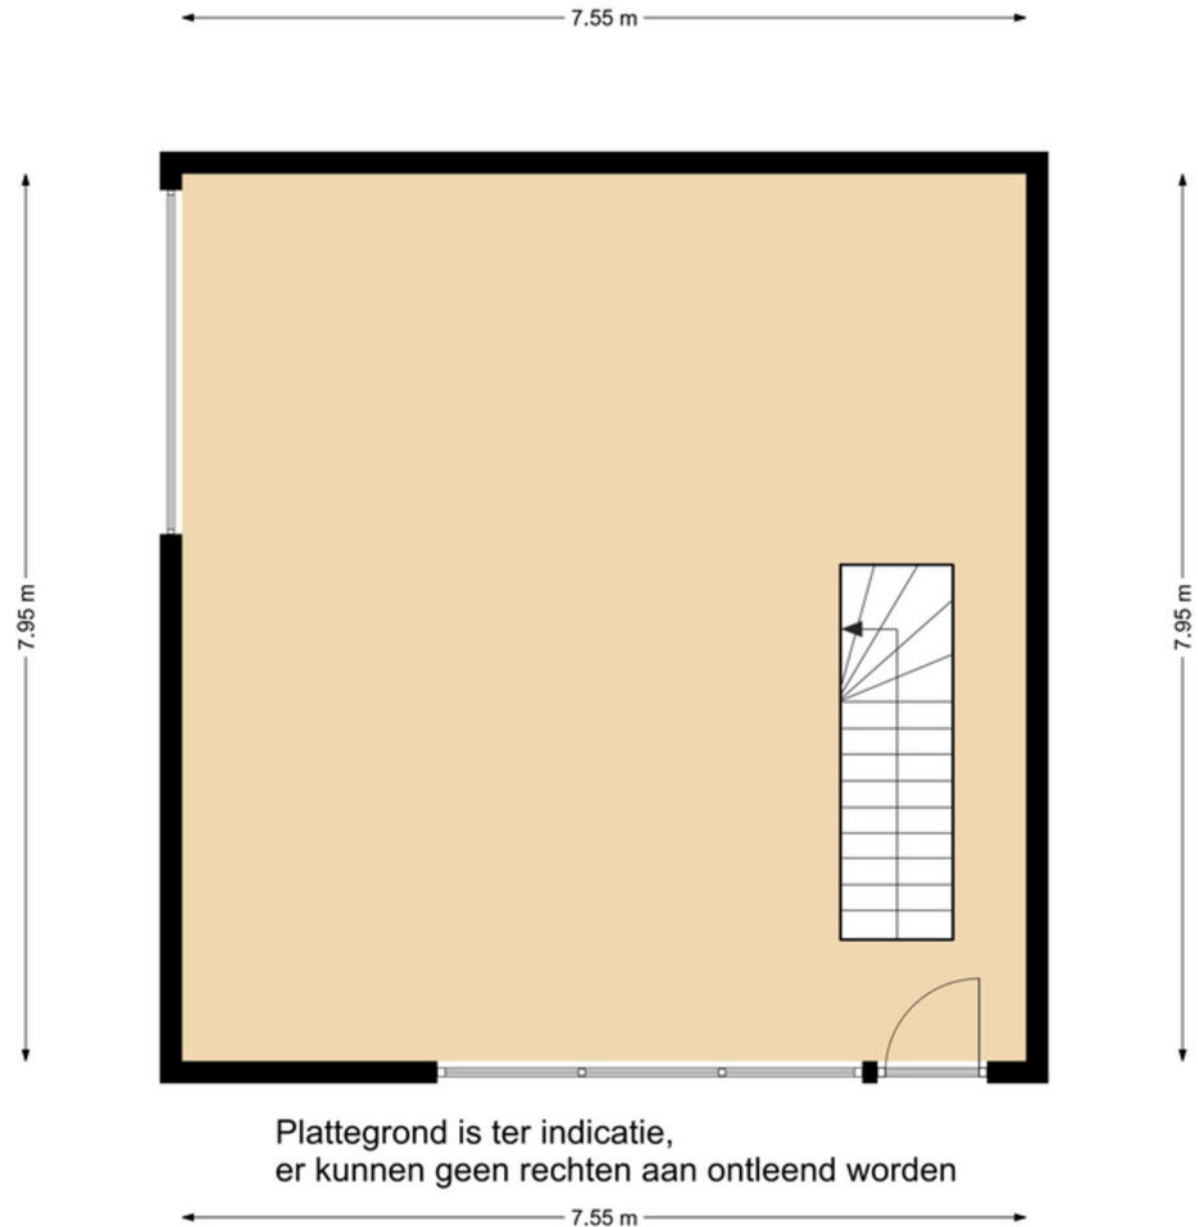 7.55 m
7.95 m
7.95 m
Plattegrond is ter indicatie,
er kunnen geen rechten aan ontleend worden
7.55 m